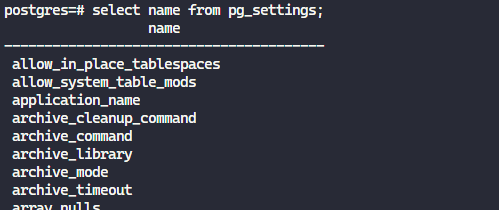 postgres=# select name from pg_settings;
name
----------------------------------------
allow_in_place_tablespaces
allow_system_table_mods
application_name
archive_cleanup_command
archive_command
archive_library
archive_mode
archive_timeout
array_nulls